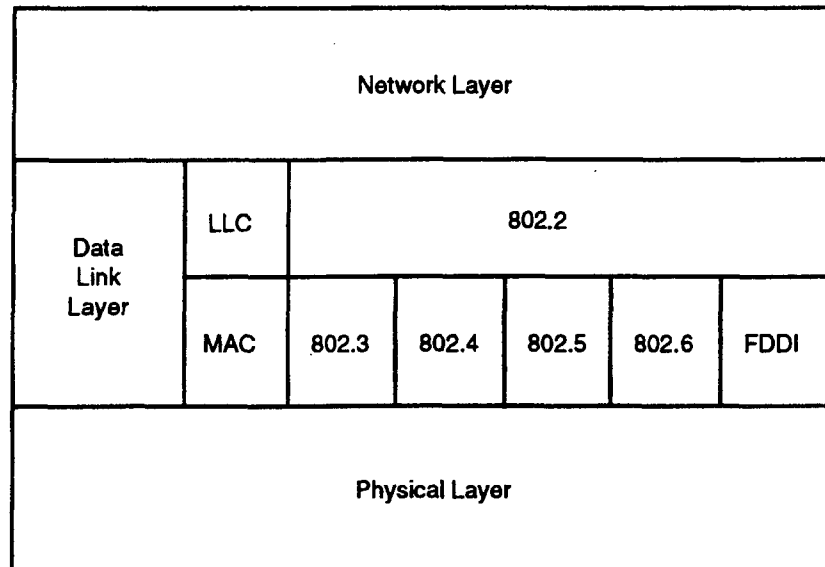 Network Layer
LLC
802.2
Data
Link
Layer
MAC
802.3
802.4
802.5
802.6
FDDI
Physical Layer